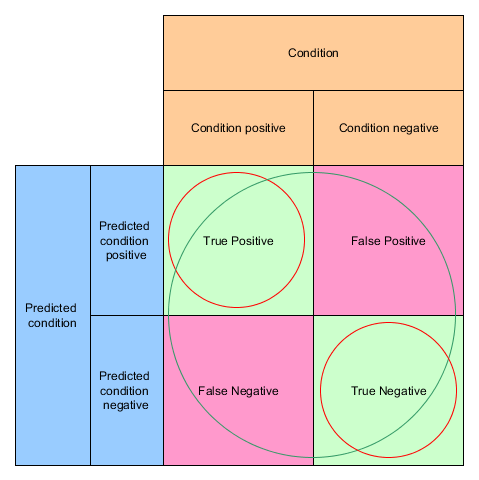 Condition
Condition positive
Condition negative
Predicted
condition
positive
True Positive
False Positive
Predicted
condition
Predicted
condition
negative
False Negative
True Negative